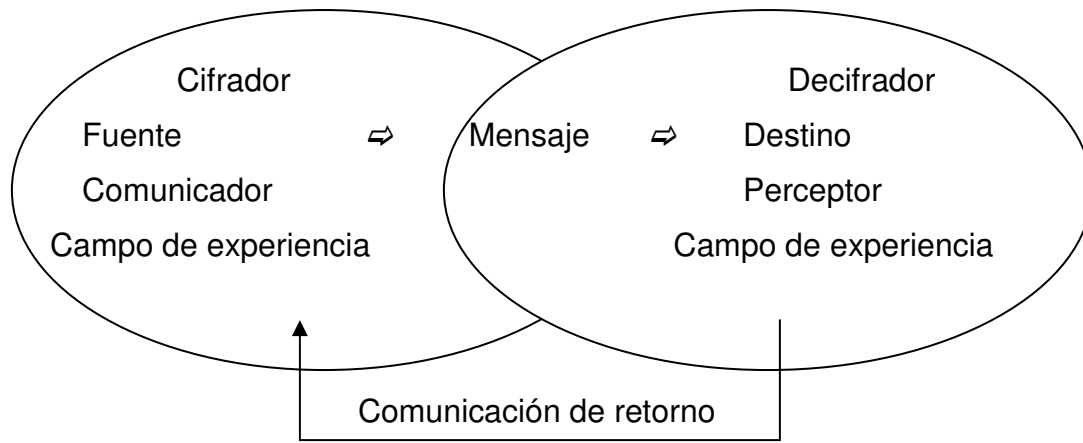 Cifrador Decifrador
Fuente ➩ Mensaje ➩ Destino
Comunicador Perceptor
Campo de experiencia Campo de experiencia
Comunicación de retorno